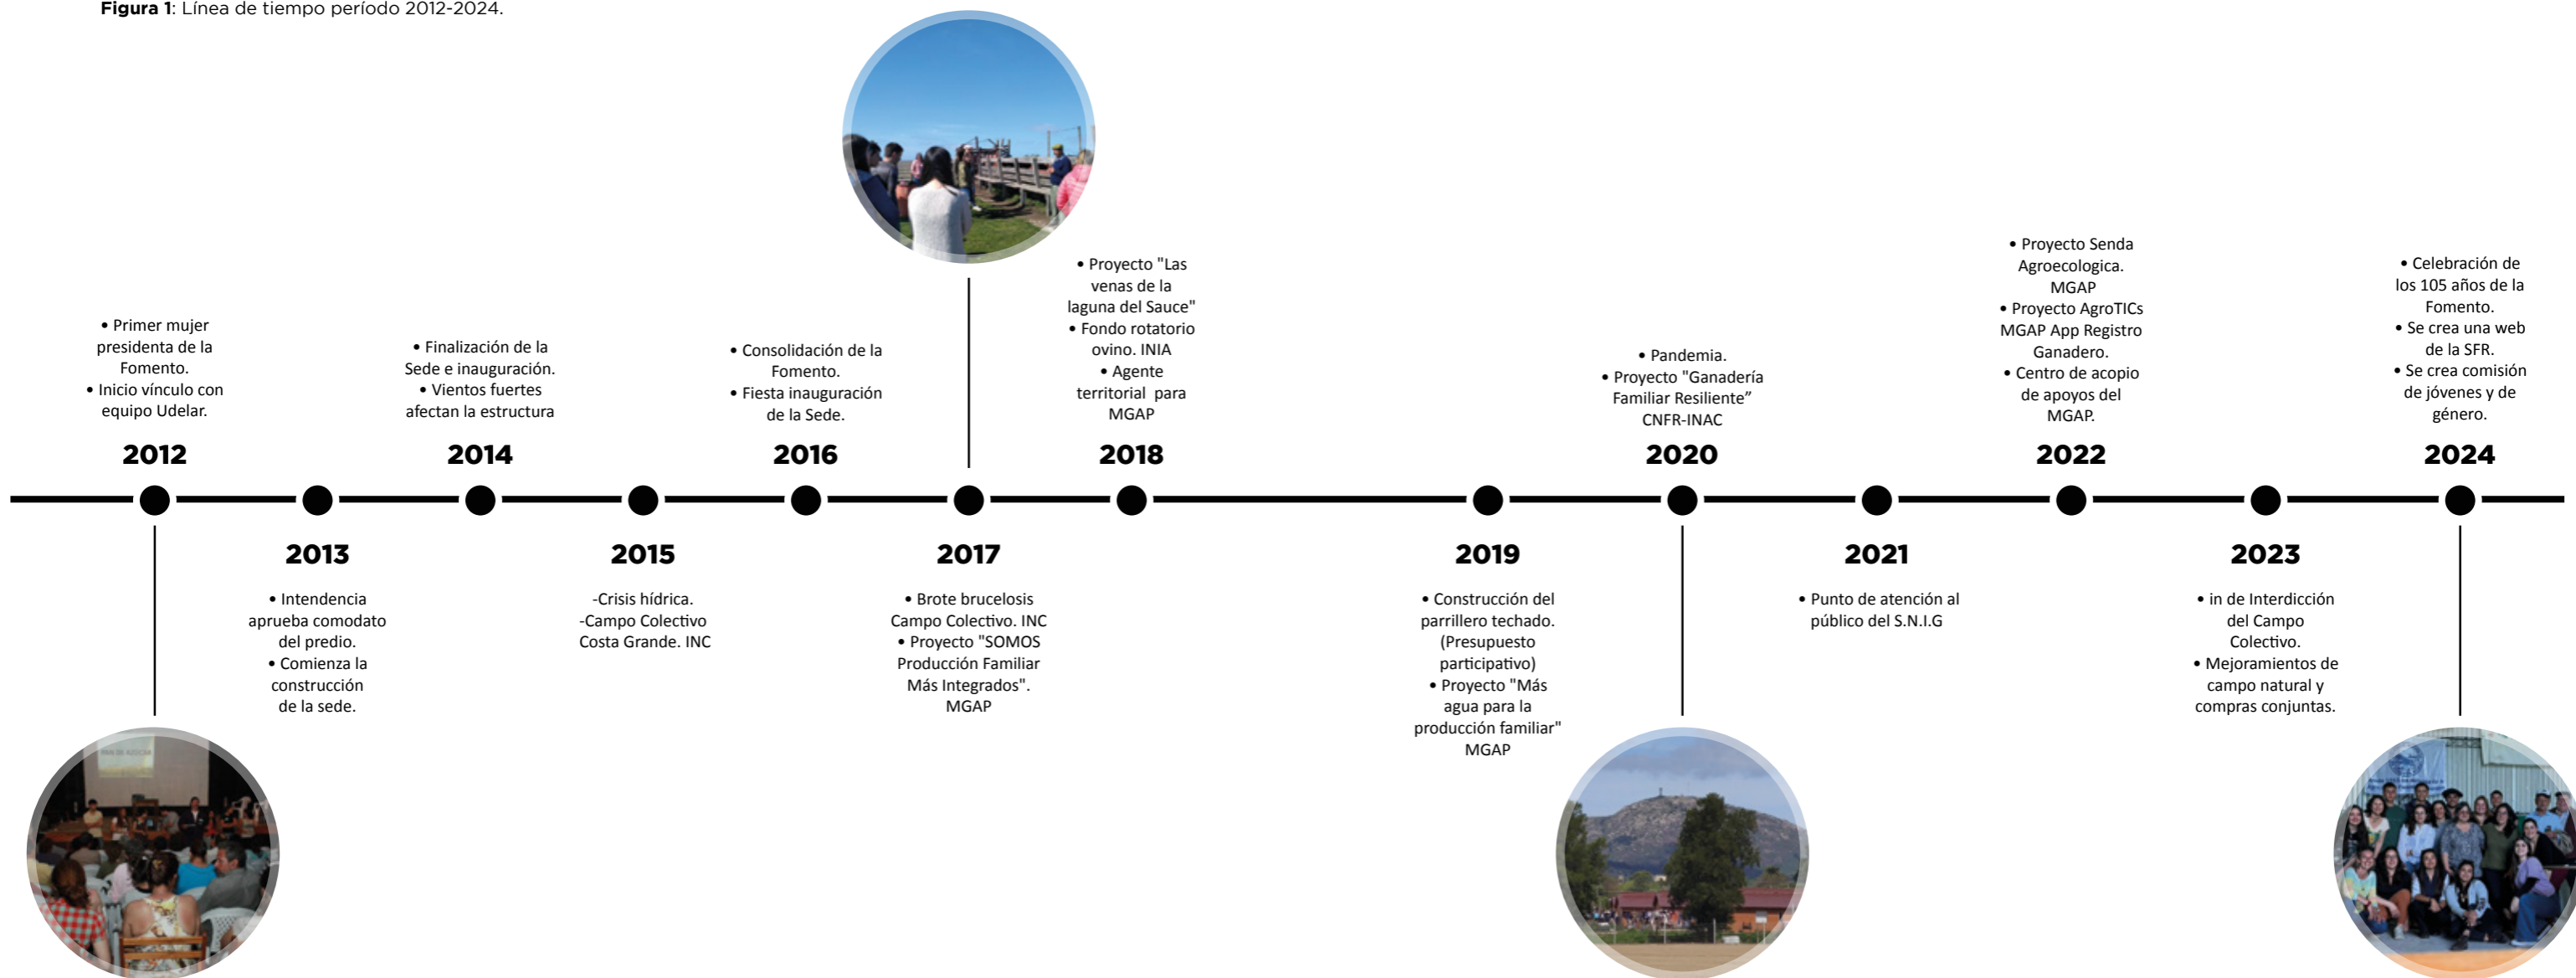 Figura 1: Línea de tiempo período 2012-2024.
• Primer mujer
presidenta de la
Fomento.
• Inicio vínculo con
equipo Udelar.
2012
2013
• Intendencia
aprueba comodato
del predio.
• Comienza la
construcción
de la sede.
• Finalización de la
Sede e inauguración.
• Vientos fuertes
afectan la estructura
2014
2015
-Crisis hídrica.
-Campo Colectivo
Costa Grande. INC
• Consolidación de la
Fomento.
• Fiesta inauguración
de la Sede.
2016
2017
• Brote brucelosis
Campo Colectivo. INC
• Proyecto "SOMOS
Producción Familiar
Más Integrados".
MGAP
• Proyecto "Las
venas de la
laguna del Sauce"
• Fondo rotatorio
ovino. INIA
• Agente
territorial para
MGAP
2018
2019
• Construcción del
parrillero techado.
(Presupuesto
participativo)
• Proyecto "Más
agua para la
producción familiar"
MGAP
• Pandemia.
• Proyecto "Ganadería
Familiar Resiliente”
CNFR-INAC
2020
2021
• Punto de atención al
público del S.N.I.G
• Proyecto Senda
Agroecologica.
MGAP
• Proyecto AgroTICs
MGAP App Registro
Ganadero.
• Centro de acopio
de apoyos del
MGAP.
2022
2023
• in de Interdicción
del Campo
Colectivo.
• Mejoramientos de
campo natural y
compras conjuntas.
• Celebración de
los 105 años de la
Fomento.
• Se crea una web
de la SFR.
• Se crea comisión
de jóvenes y de
género.
2024